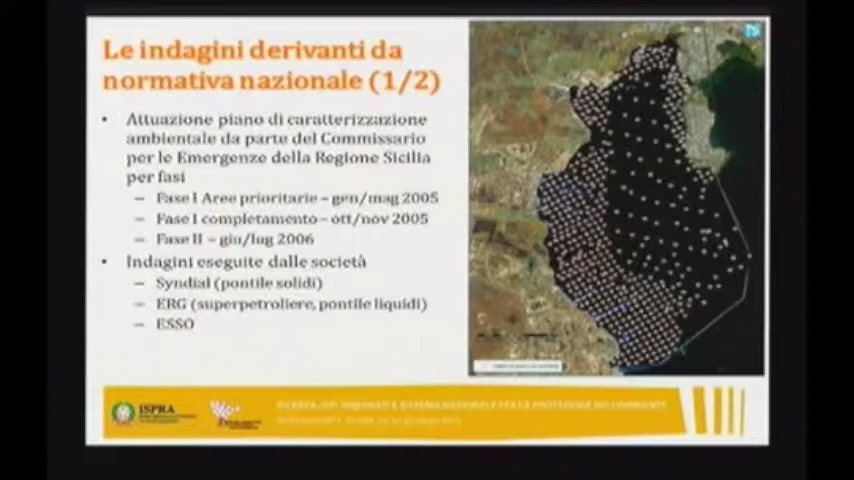 Le indagini derivanti da
normativa nazionale (1/2)
• Attuazione piano di caratterizzazione
ambientale da parte del Commissario
per le Emergenze della Regione Sicilia
per fasi
– Fase I Aree prioritarie – gen/mag 2005
– Fase I completamento – ott/nov 2005
– Fase II – giu/lug 2006
• Indagini eseguite dalle società
– Syndial (pontile solidi)
– ERG (superpetroliere, pontile liquidi)
– ESSO
ISPRA